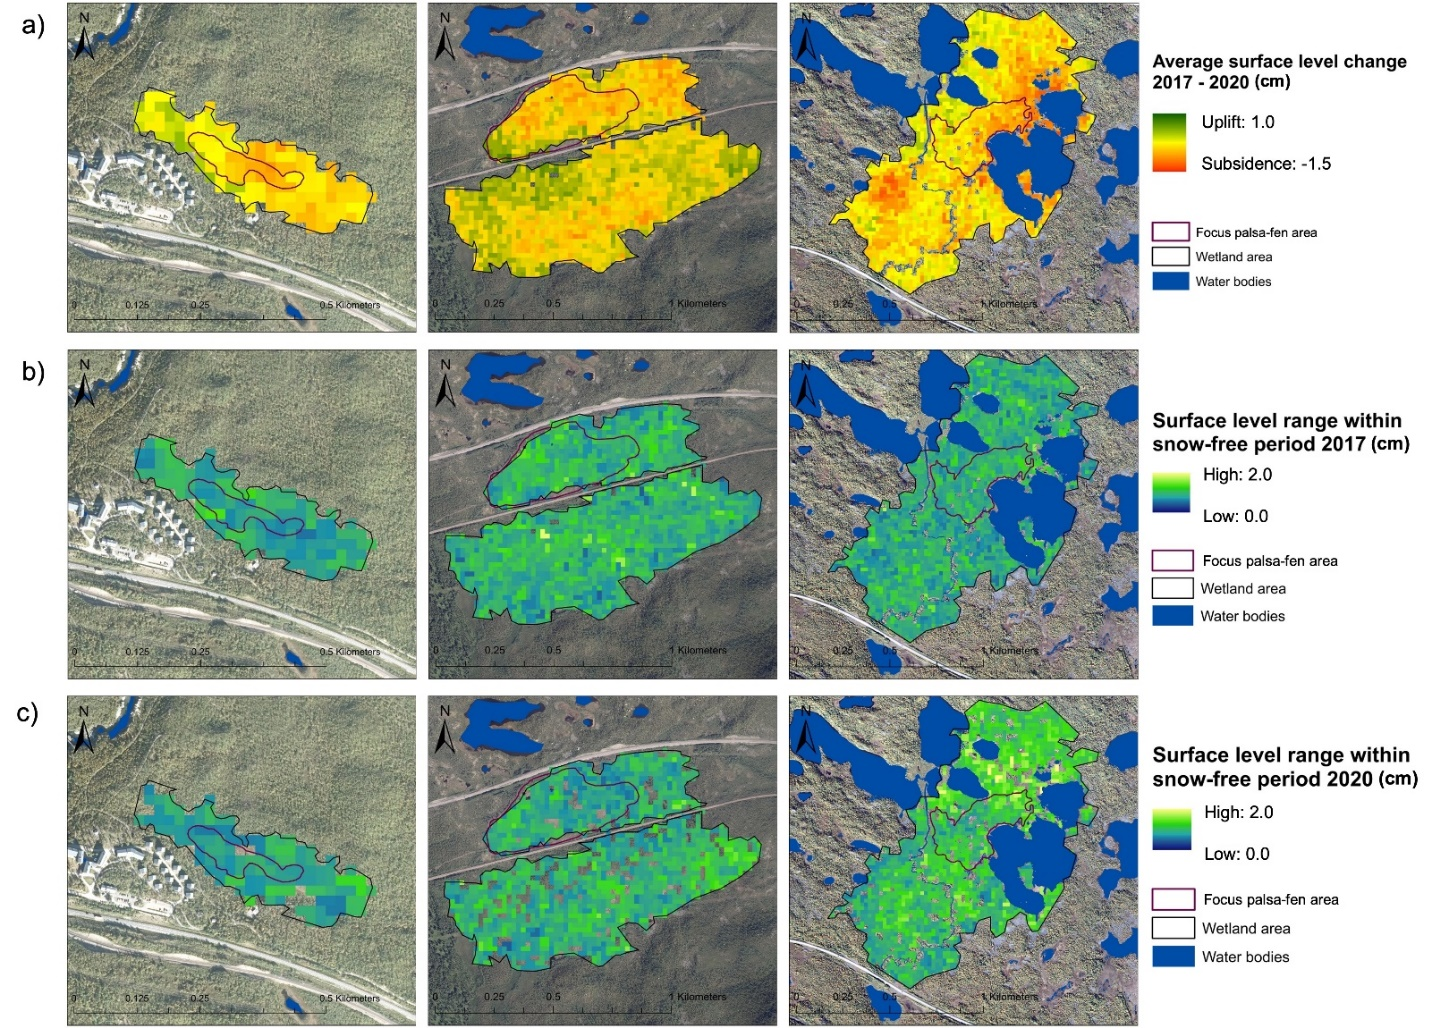 a)
N
0 0.125 0.25 0.5 Kilometers
N
0 0.25 0.5 1 Kilometers
N
0 0.25 0.5 1 Kilometers
Average surface level change
2017 - 2020 (cm)
Uplift: 1.0
Subsidence: -1.5
Focus palsa-fen area
Wetland area
Water bodies
b)
N
0 0.125 0.25 0.5 Kilometers
N
0 0.25 0.5 1 Kilometers
N
0 0.25 0.5 1 Kilometers
Surface level range within
snow-free period 2017 (cm)
High: 2.0
Low: 0.0
Focus palsa-fen area
Wetland area
Water bodies
c)
N
0 0.125 0.25 0.5 Kilometers
N
0 0.25 0.5 1 Kilometers
N
0 0.25 0.5 1 Kilometers
Surface level range within
snow-free period 2020 (cm)
High: 2.0
Low: 0.0
Focus palsa-fen area
Wetland area
Water bodies